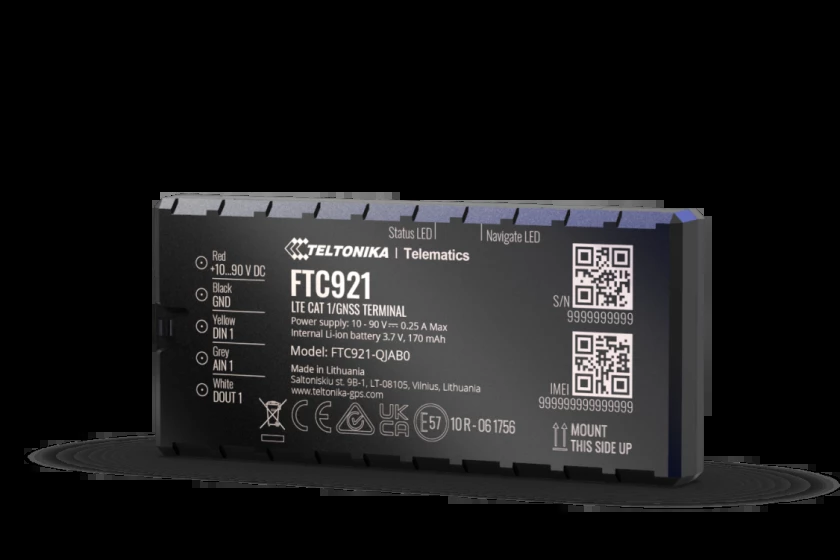 Status LED
Navigate LED
TELTONIKA | Telematics
Red
+10...90 V DC
Black
GND
Yellow
DIN 1
Grey
AIN 1
White
DOUT 1
FTC921
LTE CAT 1/GNSS TERMINAL
Power supply: 10 - 90 V⎓ 0.25 A Max
Internal Li-ion battery 3.7 V, 170 mAh
Model: FTC921-QJAB0
Made in Lithuania
Saltoniskiu st. 9B-1, LT-08105, Vilnius, Lithuania
www.teltonika-gps.com
CE
UK
CA
E57
10 R - 06 1756
S/N
9999999999
IMEI
999999999999999
MOUNT
THIS SIDE UP